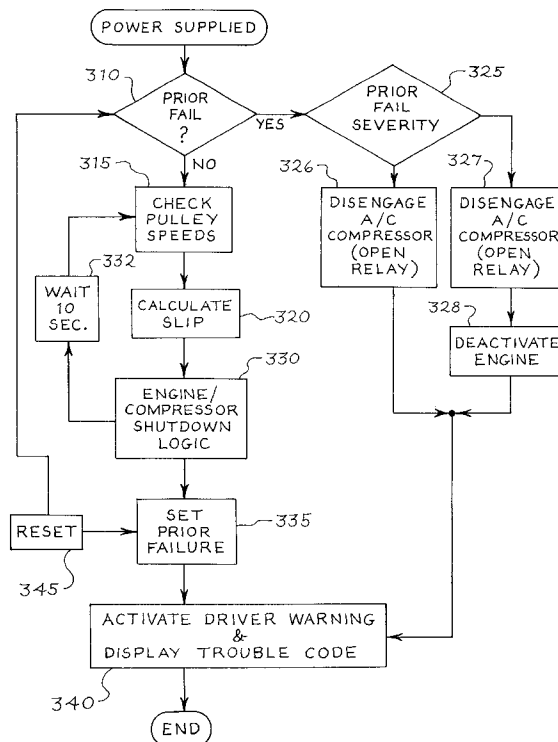 POWER SUPPLIED
310
PRIOR
FAIL
?
YES
NO
325
PRIOR
FAIL
SEVERITY
315
CHECK
PULLEY
SPEEDS
326
DISENGAGE
A/C
COMPRESSOR
(OPEN
RELAY)
327
DISENGAGE
A/C
COMPRESSOR
(OPEN
RELAY)
332
WAIT
10
SEC.
CALCULATE
SLIP
320
328
DEACTIVATE
ENGINE
330
ENGINE/
COMPRESSOR
SHUTDOWN
LOGIC
SET
PRIOR
FAILURE
335
RESET
345
ACTIVATE DRIVER WARNING
&
DISPLAY TROUBLE CODE
340
END